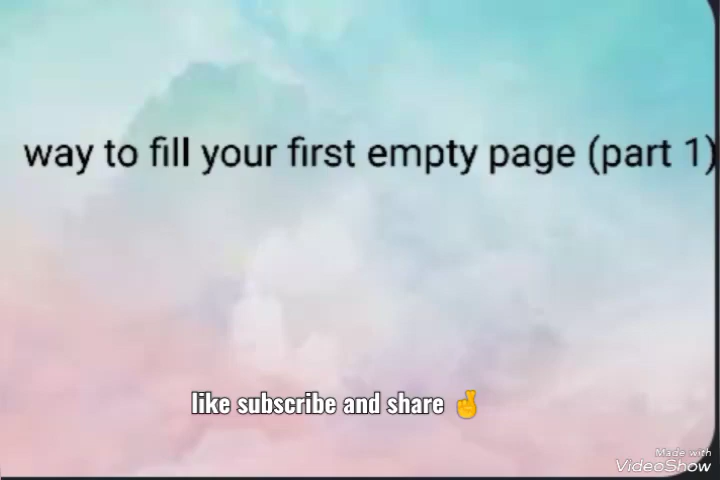 way to fill your first empty page (part 1)
like subscribe and share 🤞
Made with
VideoShow